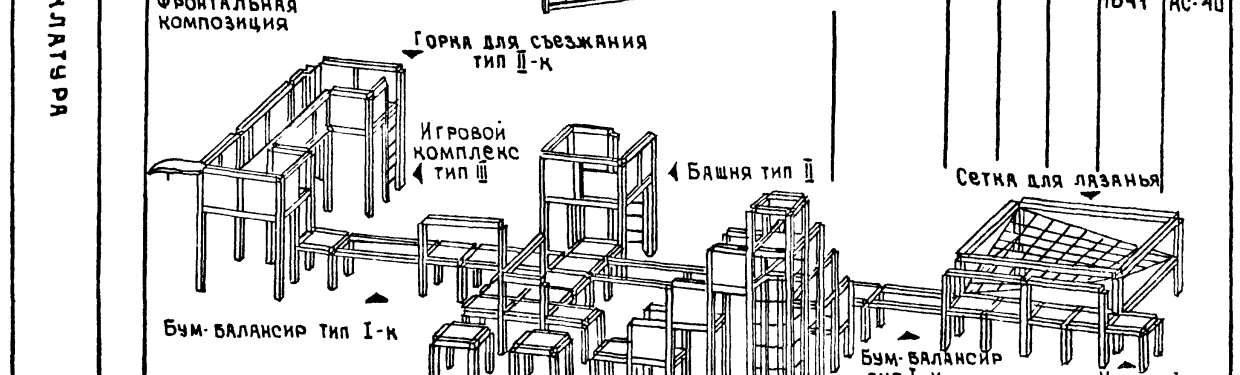 ФРОНТАЛЬНАЯ
КОМПОЗИЦИЯ
ГОРКА ДЛЯ СЪЕЗЖАНИЯ
ТИП II-К
ИГРОВОЙ
КОМПЛЕКС
ТИП III
БАШНЯ ТИП II
СЕТКА ДЛЯ ЛАЗАНЬЯ
БУМ-БАЛАНСИР ТИП I-К
БУМ-БАЛАНСИР